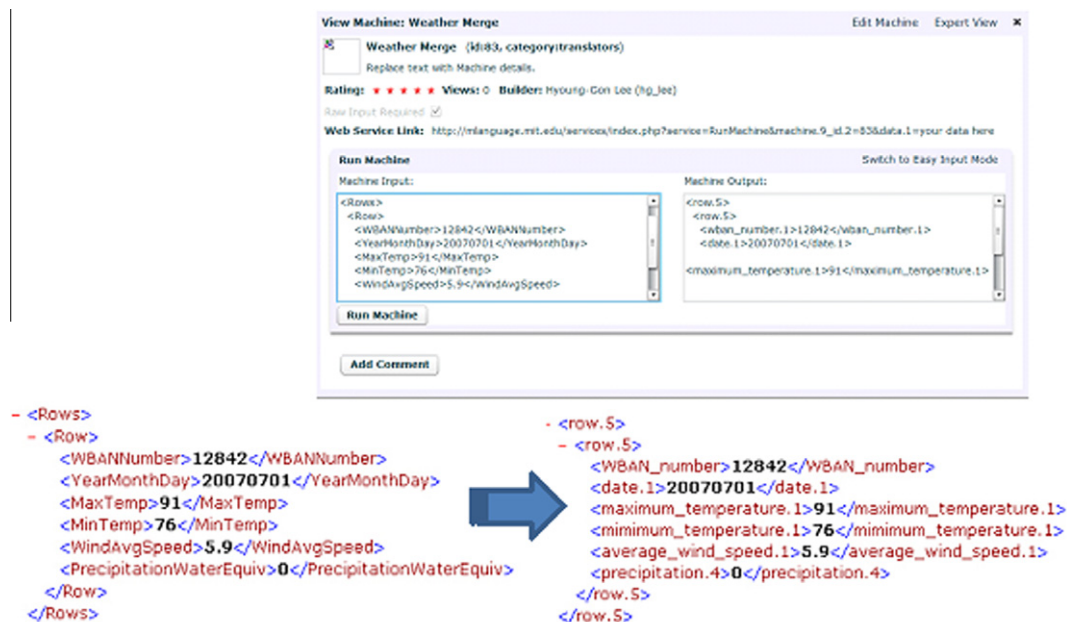 View Machine: Weather Merge Edit Machine Expert View ×
Weather Merge (id:83, category:translators)
Replace text with Machine details.
Rating: ★ ★ ★ ★ ★ Views: 0 Builder: Hyoung-Gon Lee (hg_lee)
Raw Input Required
Web Service Link: http://mlanguage.mit.edu/services/index.php?service=RunMachine&machine.9_id.2=83&data.1=your data here
Run Machine Switch to Easy Input Mode
Machine Input: Machine Output:
<Rows>
<Row>
<WBANNumber>12842</WBANNumber>
<YearMonthDay>20070701</YearMonthDay>
<MaxTemp>91</MaxTemp>
<MinTemp>76</MinTemp>
<WindAvgSpeed>5.9</WindAvgSpeed>
<row.5>
<row.5>
<wban_number.1>12842</wban_number.1>
<date.1>20070701</date.1>
<maximum_temperature.1>91</maximum_temperature.1>
Run Machine
Add Comment
- <Rows>
- <Row>
<WBANNumber>12842</WBANNumber>
<YearMonthDay>20070701</YearMonthDay>
<MaxTemp>91</MaxTemp>
<MinTemp>76</MinTemp>
<WindAvgSpeed>5.9</WindAvgSpeed>
<PrecipitationWaterEquiv>0</PrecipitationWaterEquiv>
</Row>
</Rows>
- <row.5>
- <row.5>
<WBAN_number>12842</WBAN_number>
<date.1>20070701</date.1>
<maximum_temperature.1>91</maximum_temperature.1>
<mimimum_temperature.1>76</mimimum_temperature.1>
<average_wind_speed.1>5.9</average_wind_speed.1>
<precipitation.4>0</precipitation.4>
</row.5>
</row.5>